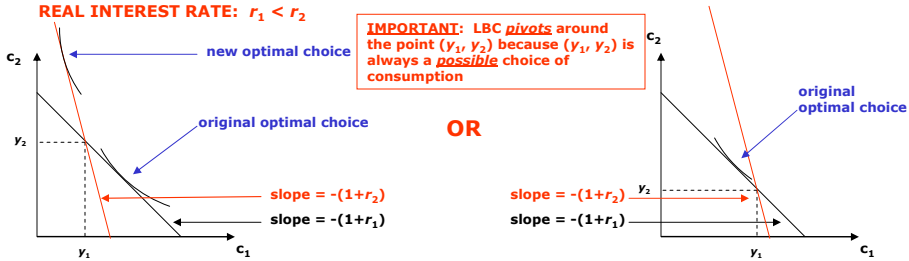 REAL INTEREST RATE: r₁ < r₂
IMPORTANT: LBC pivots around
the point (y₁, y₂) because (y₁, y₂) is
always a possible choice of
consumption
new optimal choice
c₂
original optimal choice
y₂
slope = -(1+r₂)
slope = -(1+r₁)
y₁
c₁
OR
c₂
original
optimal choice
y₂
slope = -(1+r₂)
slope = -(1+r₁)
y₁
c₁